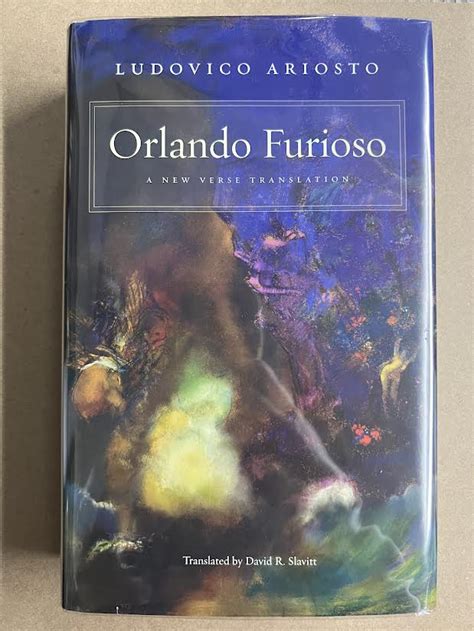 LUDOVICO ARIOSTO
Orlando Furioso
A NEW VERSE TRANSLATION
Translated by David R. Slavitt